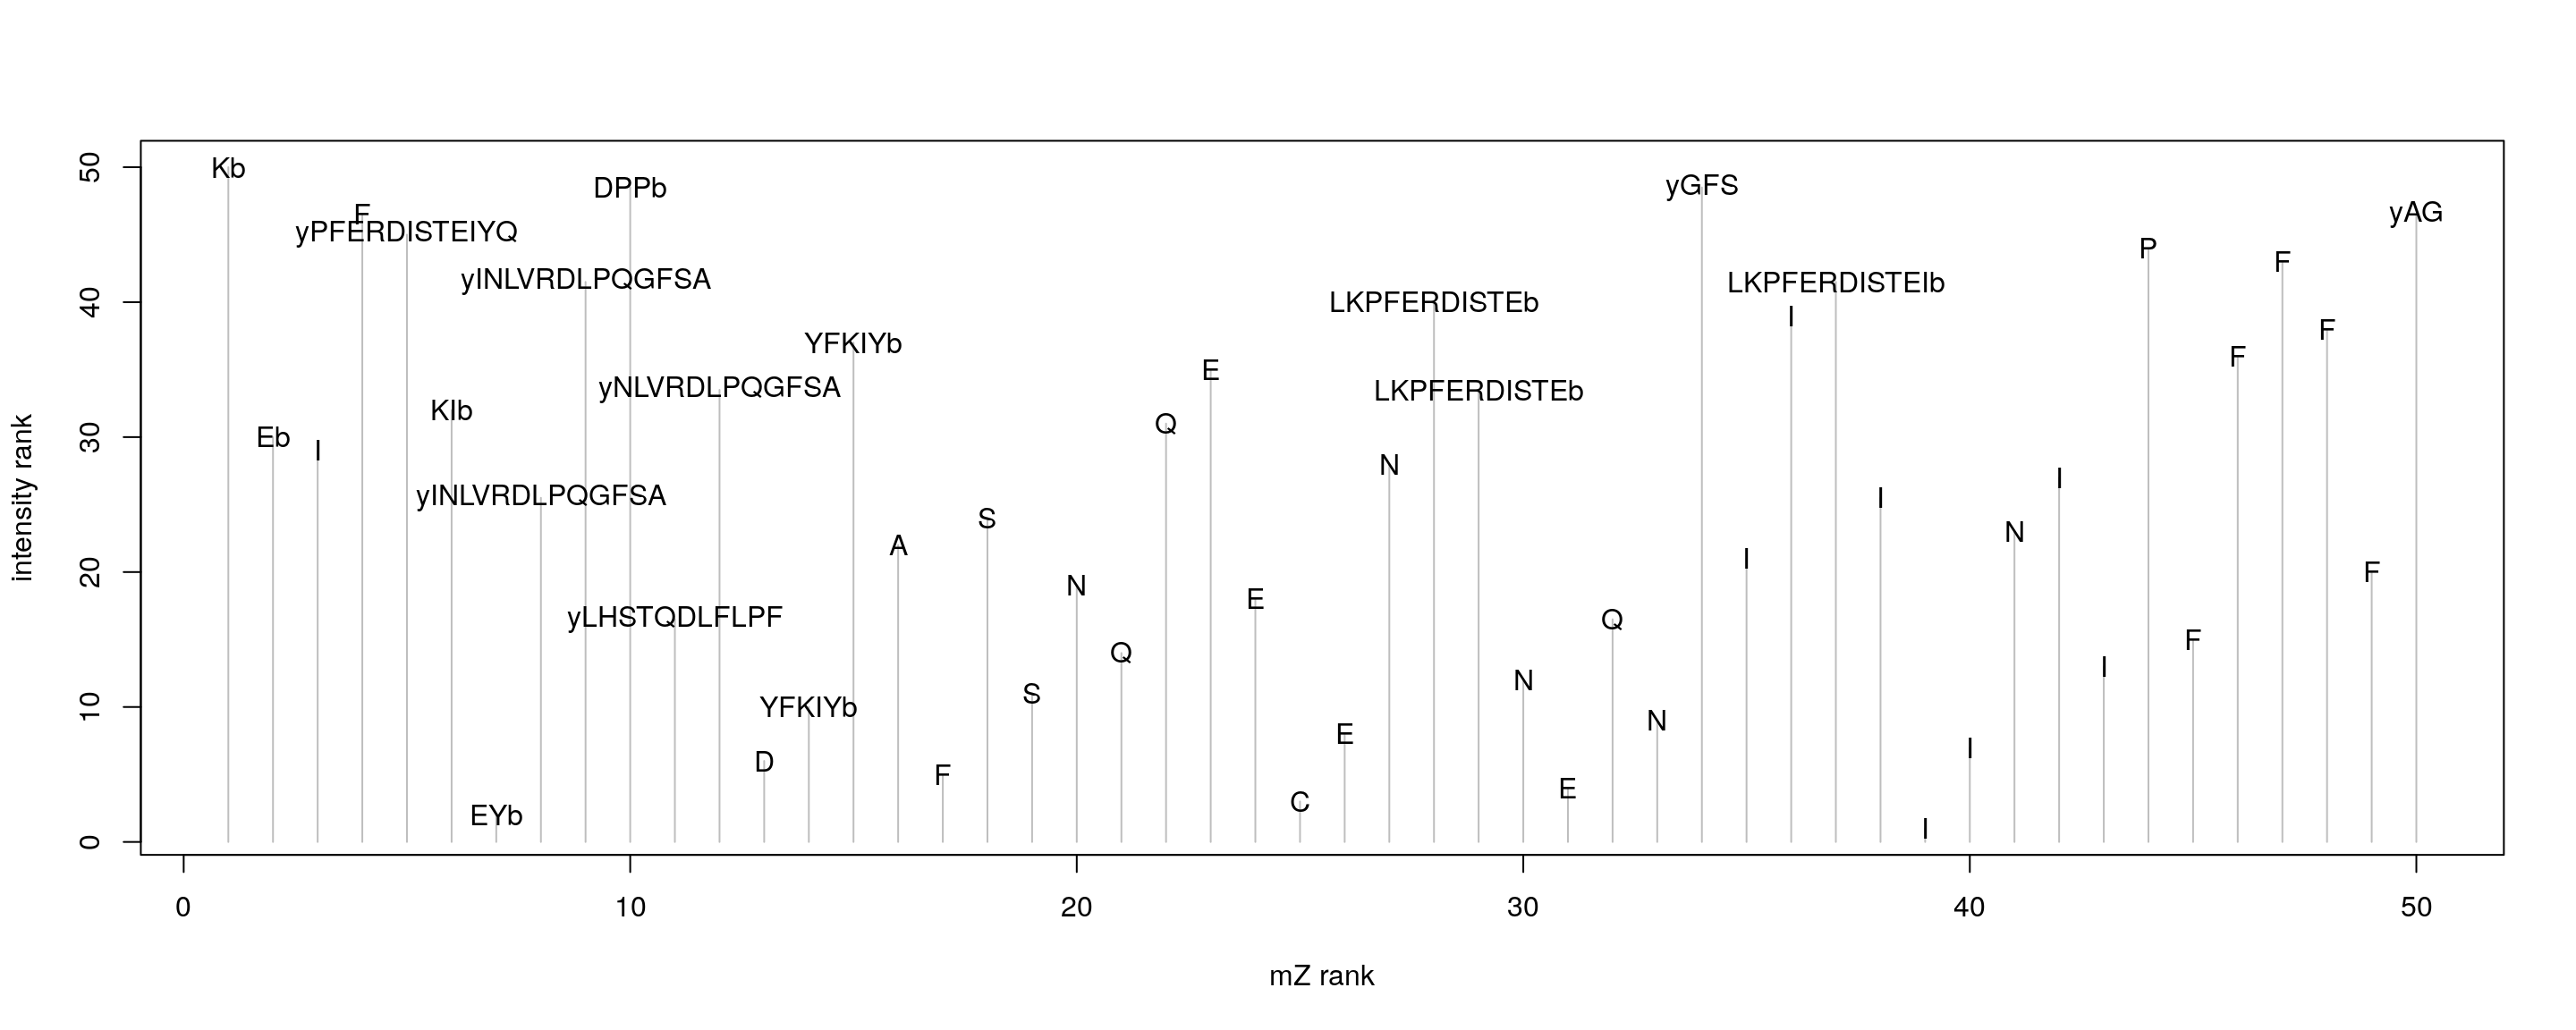 50
Kb
DPPb
yGFS
F
yAG
yPFERDISTEIYQ
P
F
yINLVRDLPQGFSA
LKPFERDISTEIb
40
LKPFERDISTEb
I
F
YFKIYb
F
E
yNLVRDLPQGFSA
LKPFERDISTEb
KIb
Q
30
Eb
I
N
I
yINLVRDLPQGFSA
I
S
N
A
I
20
F
N
E
yLHSTQDLFLPF
Q
F
Q
I
N
S
10
YFKIYb
N
E
I
D
F
E
C
EYb
I
0
intensity rank
0 10 20 30 40 50
mZ rank